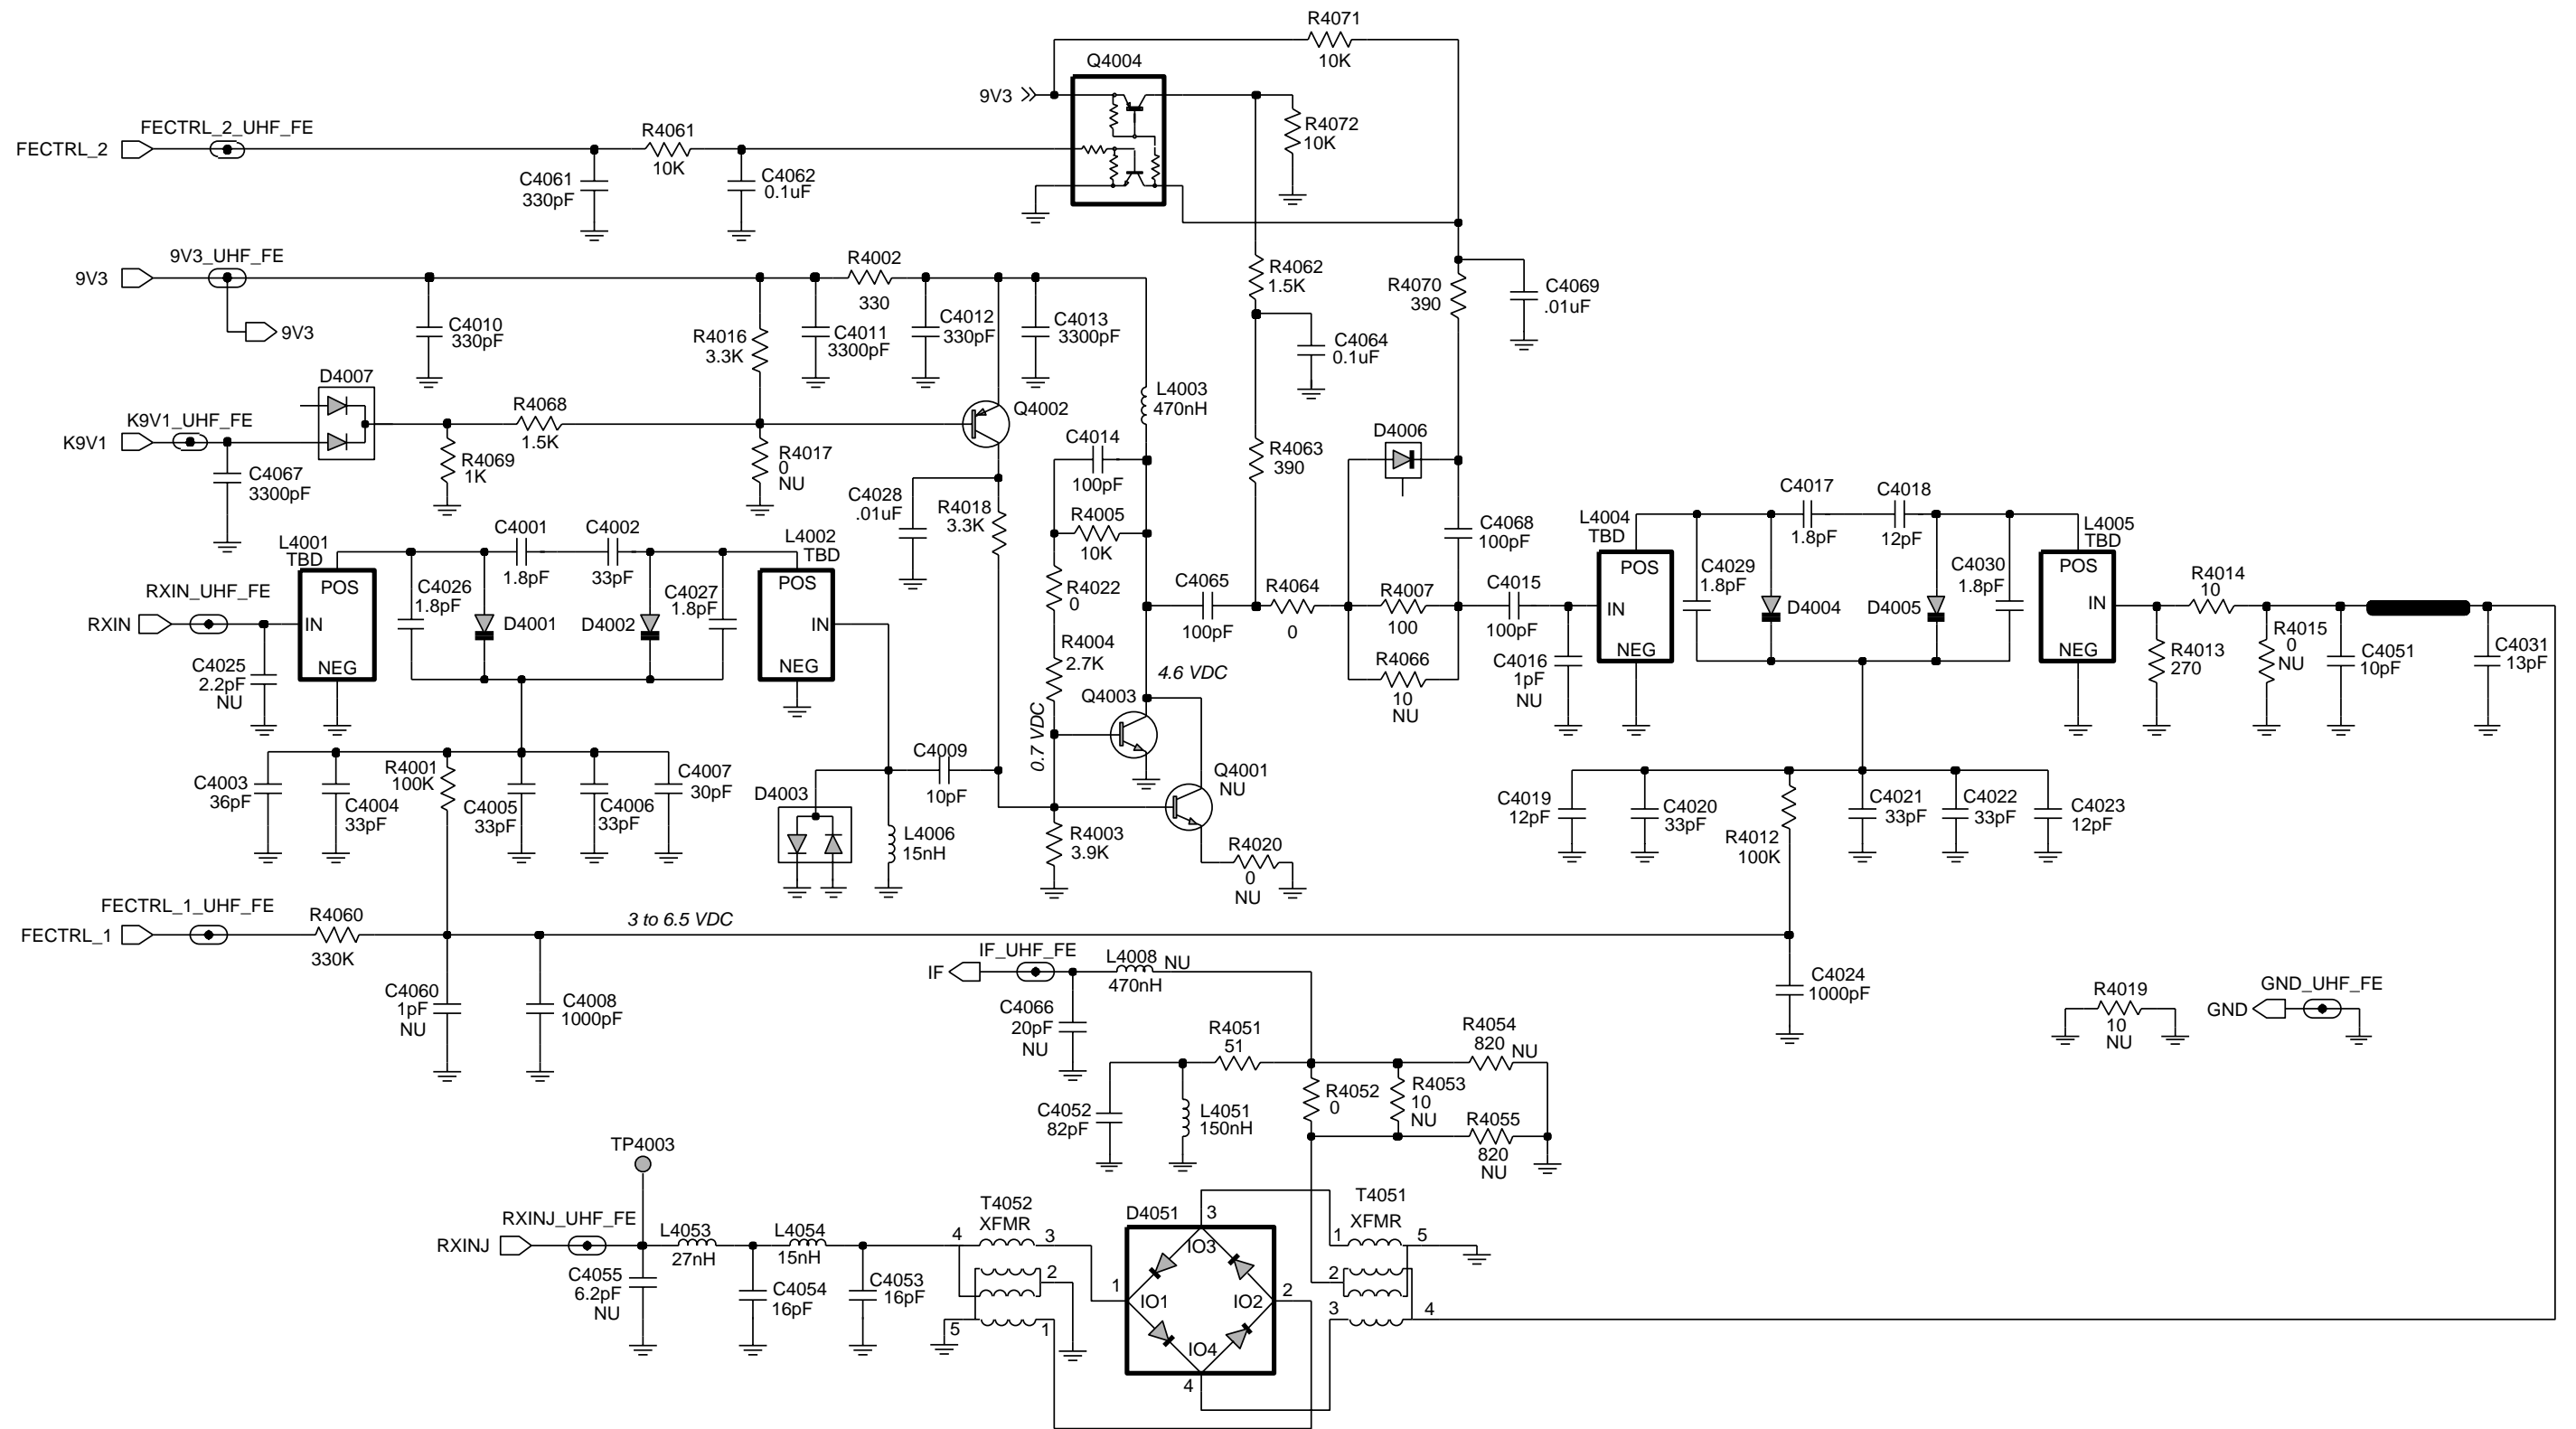 R4071
10K
Q4004
9V3
R4072
10K
FECTRL_2_UHF_FE
FECTRL_2
R4061
10K
C4061
330pF
C4062
0.1uF
9V3_UHF_FE
9V3
9V3
R4002
330
R4062
1.5K
R4070
390
C4069
.01uF
C4010
330pF
R4016
3.3K
C4011
3300pF
C4012
330pF
C4013
3300pF
C4064
0.1uF
D4007
K9V1_UHF_FE
K9V1
C4067
3300pF
R4068
1.5K
R4069
1K
R4017
0
NU
Q4002
L4003
470nH
C4014
100pF
R4063
390
D4006
C4028
.01uF
R4018
3.3K
R4005
10K
C4068
100pF
L4001
TBD
C4001
1.8pF
C4002
33pF
L4002
TBD
POS
IN
NEG
C4026
1.8pF
D4001
D4002
C4027
1.8pF
POS
IN
NEG
RXIN_UHF_FE
RXIN
C4025
2.2pF
NU
R4022
0
R4004
2.7K
C4065
100pF
R4064
0
R4007
100
R4066
10
NU
C4015
100pF
C4016
1pF
NU
L4004
TBD
POS
IN
NEG
C4017
1.8pF
C4018
12pF
C4029
1.8pF
D4004
D4005
C4030
1.8pF
L4005
TBD
POS
IN
NEG
R4014
10
R4013
270
R4015
0
NU
C4051
10pF
C4031
13pF
4.6 VDC
0.7 VDC
Q4003
Q4001
NU
C4003
36pF
C4004
33pF
R4001
100K
C4005
33pF
C4006
33pF
C4007
30pF
D4003
C4009
10pF
L4006
15nH
R4003
3.9K
R4020
0
NU
C4019
12pF
C4020
33pF
R4012
100K
C4021
33pF
C4022
33pF
C4023
12pF
FECTRL_1_UHF_FE
FECTRL_1
R4060
330K
3 to 6.5 VDC
C4060
1pF
NU
C4008
1000pF
IF_UHF_FE
IF
L4008
NU
470nH
C4066
20pF
NU
C4024
1000pF
R4019
10
NU
GND_UHF_FE
GND
R4051
51
R4054
820
NU
C4052
82pF
L4051
150nH
R4052
0
R4053
10
NU
R4055
820
NU
TP4003
RXINJ_UHF_FE
RXINJ
C4055
6.2pF
NU
L4053
27nH
L4054
15nH
C4054
16pF
C4053
16pF
T4052
XFMR
4
3
2
5
1
D4051
3
IO3
1
IO1
IO2
2
IO4
4
T4051
XFMR
1
5
2
3
4